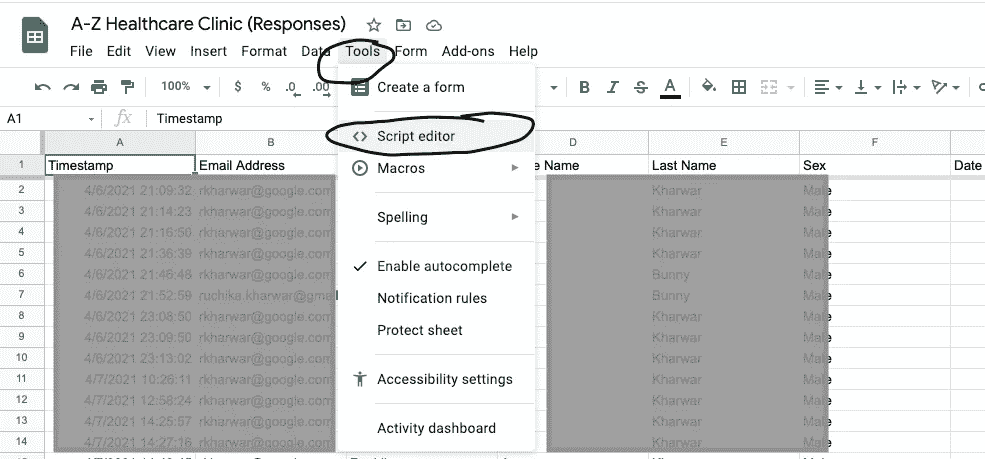 A-Z Healthcare Clinic (Responses)
File Edit View Insert Format Data Tools Form Add-ons Help
100% $ % .0 .00 B I S A
Create a form
A1 fx Timestamp
Script editor
A B D E F
1 Timestamp Email Address Name Last Name Sex Date
Macros
2 4/6/2021 21:09:32 rkharwar@google.com Kharwar Male
3 4/6/2021 21:14:23 rkharwar@google.com Kharwar Male
Spelling
4 4/6/2021 21:16:50 rkharwar@google.com Kharwar Male
5 4/6/2021 21:36:39 rkharwar@google.com Kharwar Male
Enable autocomplete
6 4/6/2021 21:46:48 rkharwar@google.com Bunny Male
7 4/6/2021 21:52:59 ruchika.kharwar@gma Bunny Male
Notification rules
8 4/6/2021 23:08:50 rkharwar@google.com Kharwar Male
Protect sheet
9 4/6/2021 23:09:50 rkharwar@google.com Kharwar Male
10 4/6/2021 23:13:02 rkharwar@google.com Kharwar Male
Accessibility settings
11 4/7/2021 10:26:11 rkharwar@google.com Kharwar Male
12 4/7/2021 12:58:24 rkharwar@google.com Kharwar Male
13 4/7/2021 14:25:57 rkharwar@google.com Kharwar Male
Activity dashboard
14 4/7/2021 14:27:16 rkharwar@google.com Kharwar Male